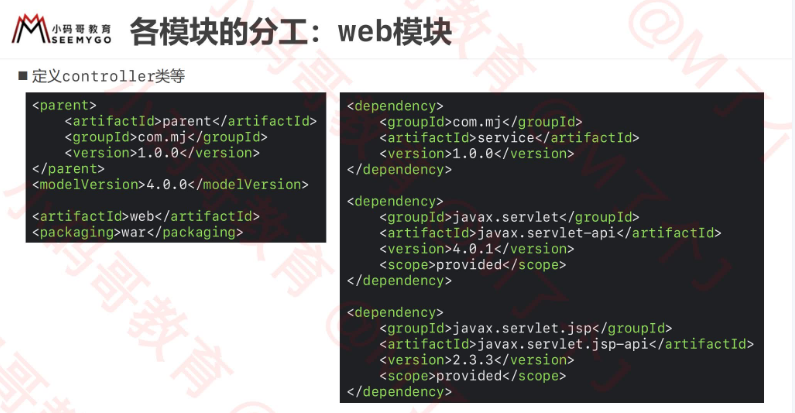 小码哥教育
SEEMYGO
各模块的分工：web模块
■ 定义controller类等
<parent>
    <artifactId>parent</artifactId>
    <groupId>com.mj</groupId>
    <version>1.0.0</version>
</parent>
<modelVersion>4.0.0</modelVersion>

<artifactId>web</artifactId>
<packaging>war</packaging>

<dependency>
    <groupId>com.mj</groupId>
    <artifactId>service</artifactId>
    <version>1.0.0</version>
</dependency>

<dependency>
    <groupId>javax.servlet</groupId>
    <artifactId>javax.servlet-api</artifactId>
    <version>4.0.1</version>
    <scope>provided</scope>
</dependency>

<dependency>
    <groupId>javax.servlet.jsp</groupId>
    <artifactId>javax.servlet.jsp-api</artifactId>
    <version>2.3.3</version>
    <scope>provided</scope>
</dependency>